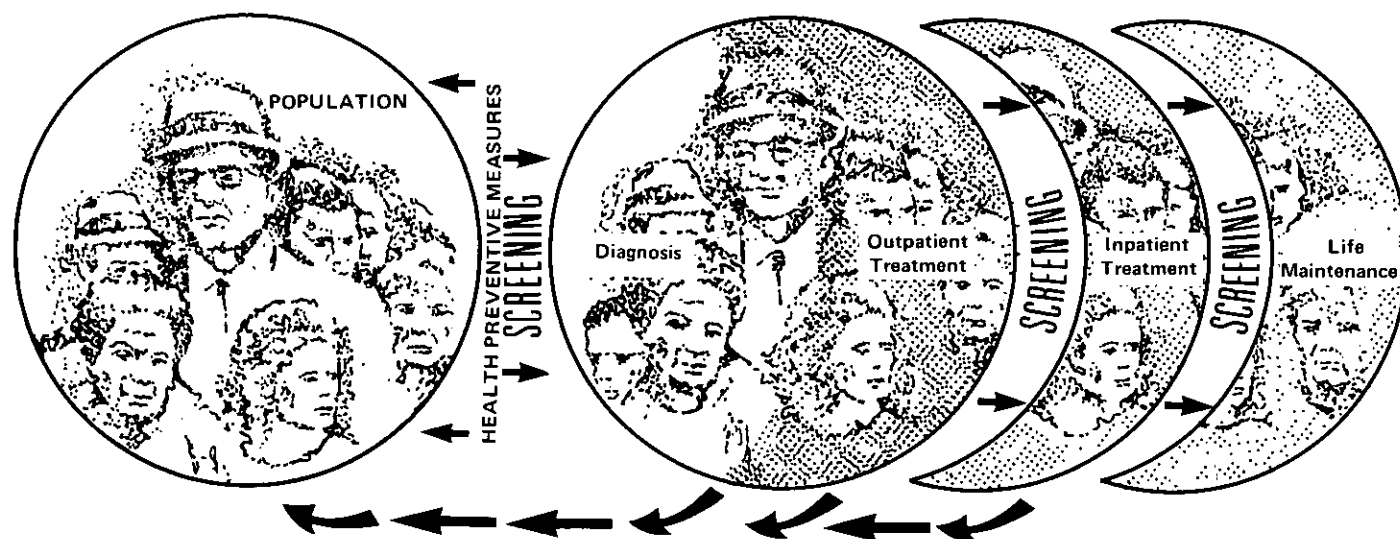 POPULATION
HEALTH PREVENTIVE MEASURES
SCREENING
Diagnosis
Outpatient
Treatment
SCREENING
Inpatient
Treatment
SCREENING
Life
Maintenance